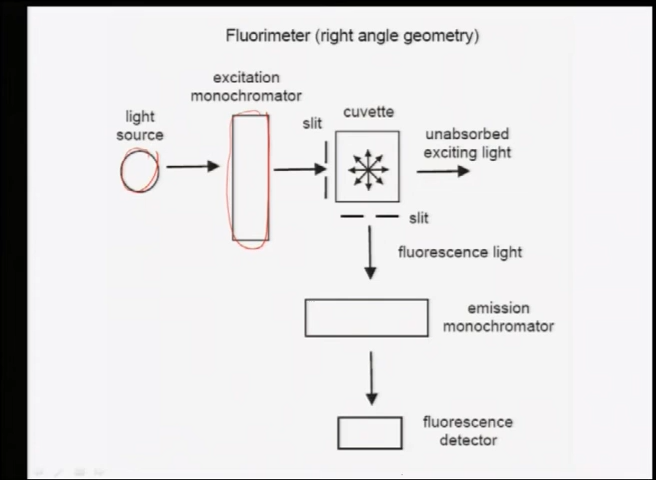 Fluorimeter (right angle geometry)
excitation
monochromator
light
source
slit
cuvette
unabsorbed
exciting light
slit
fluorescence light
emission
monochromator
fluorescence
detector